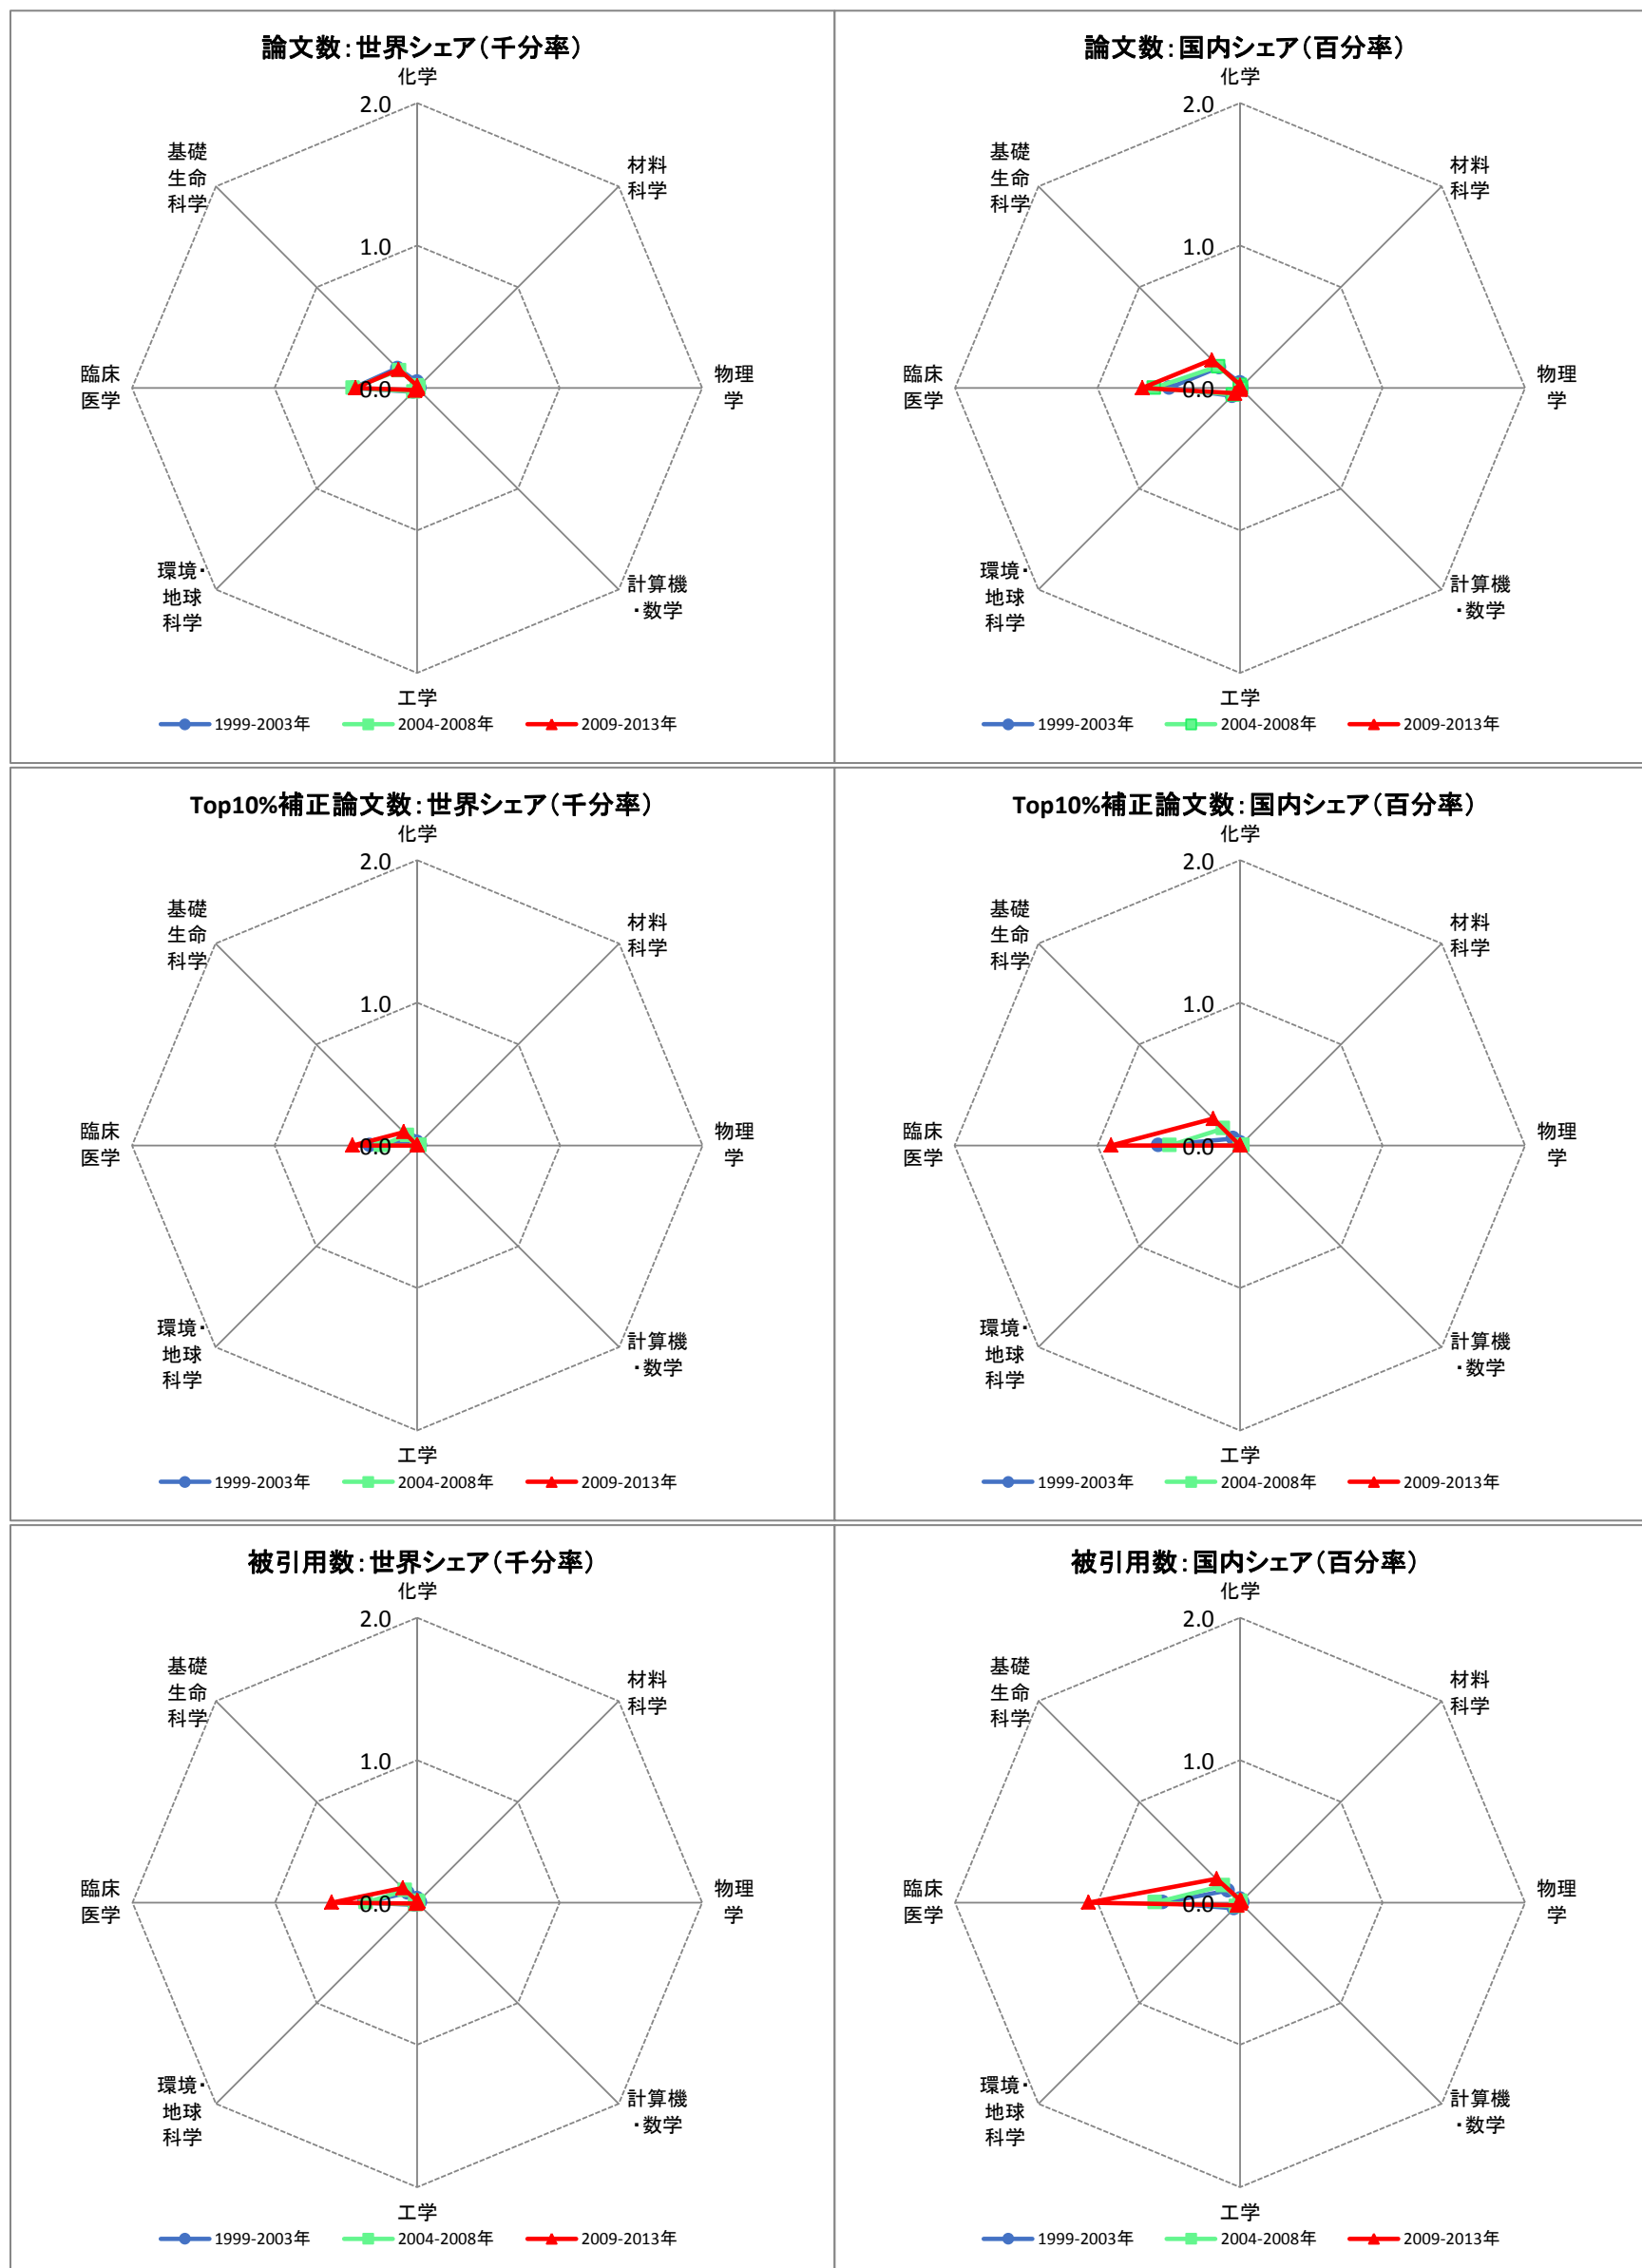 論文数：世界シェア（千分率）
化学
2.0
基礎
生命
科学
材料
科学
1.0
臨床
医学
0.0
物理
学
環境・
地球
科学
計算機
・数学
工学
1999-2003年
2004-2008年
2009-2013年
論文数：国内シェア（百分率）
化学
2.0
基礎
生命
科学
材料
科学
1.0
臨床
医学
0.0
物理
学
環境・
地球
科学
計算機
・数学
工学
1999-2003年
2004-2008年
2009-2013年
Top10%補正論文数：世界シェア（千分率）
化学
2.0
基礎
生命
科学
材料
科学
1.0
臨床
医学
0.0
物理
学
環境・
地球
科学
計算機
・数学
工学
1999-2003年
2004-2008年
2009-2013年
Top10%補正論文数：国内シェア（百分率）
化学
2.0
基礎
生命
科学
材料
科学
1.0
臨床
医学
0.0
物理
学
環境・
地球
科学
計算機
・数学
工学
1999-2003年
2004-2008年
2009-2013年
被引用数：世界シェア（千分率）
化学
2.0
基礎
生命
科学
材料
科学
1.0
臨床
医学
0.0
物理
学
環境・
地球
科学
計算機
・数学
工学
1999-2003年
2004-2008年
2009-2013年
被引用数：国内シェア（百分率）
化学
2.0
基礎
生命
科学
材料
科学
1.0
臨床
医学
0.0
物理
学
環境・
地球
科学
計算機
・数学
工学
1999-2003年
2004-2008年
2009-2013年